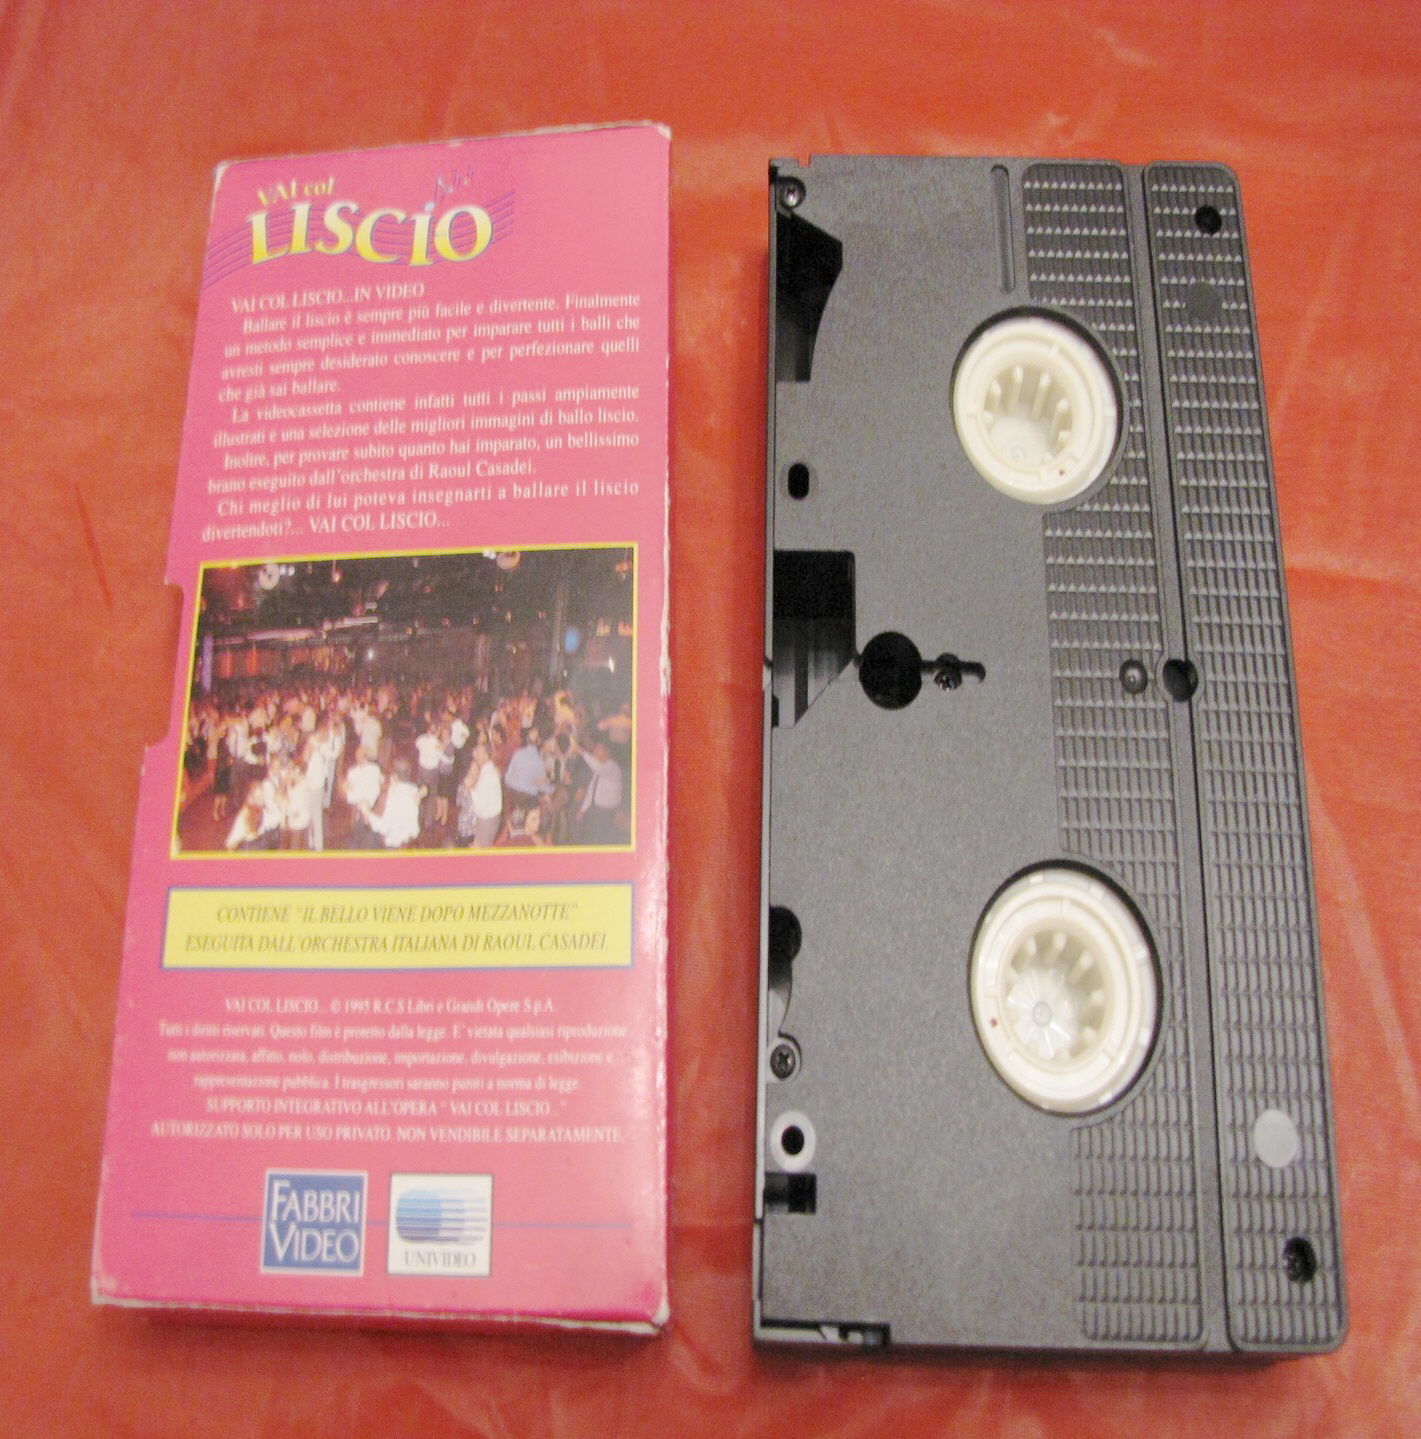 VAI col
LISCIO
VAI COL LISCIO...IN VIDEO
Ballare il liscio è sempre più facile e divertente. Finalmente
un metodo semplice e immediato per imparare tutti i balli che
avresti sempre desiderato conoscere e per perfezionare quelli
che già sai ballare.
La videocassetta contiene infatti tutti i passi ampiamente
illustrati e una selezione delle migliori immagini di ballo liscio.
Inoltre, per provare subito quanto hai imparato, un bellissimo
brano eseguito dall'orchestra di Raoul Casadei.
Chi meglio di lui poteva insegnarti a ballare il liscio
divertendoti?... VAI COL LISCIO...
CONTIENE "IL BELLO VIENE DOPO MEZZANOTTE"
ESEGUITA DALL'ORCHESTRA ITALIANA DI RAOUL CASADEI.
VAI COL LISCIO... © 1995 R.C.S Libri e Grandi Opere S.p.A.
Tutti i diritti riservati. Questo film è protetto dalla legge. E' vietata qualsiasi riproduzione
non autorizzata, affitto, nolo, distribuzione, importazione, divulgazione, esibizione e
rappresentazione pubblica. I trasgressori saranno puniti a norma di legge.
SUPPORTO INTEGRATIVO ALL'OPERA " VAI COL LISCIO..."
AUTORIZZATO SOLO PER USO PRIVATO. NON VENDIBILE SEPARATAMENTE.
FABBRI
VIDEO
UNIVIDEO